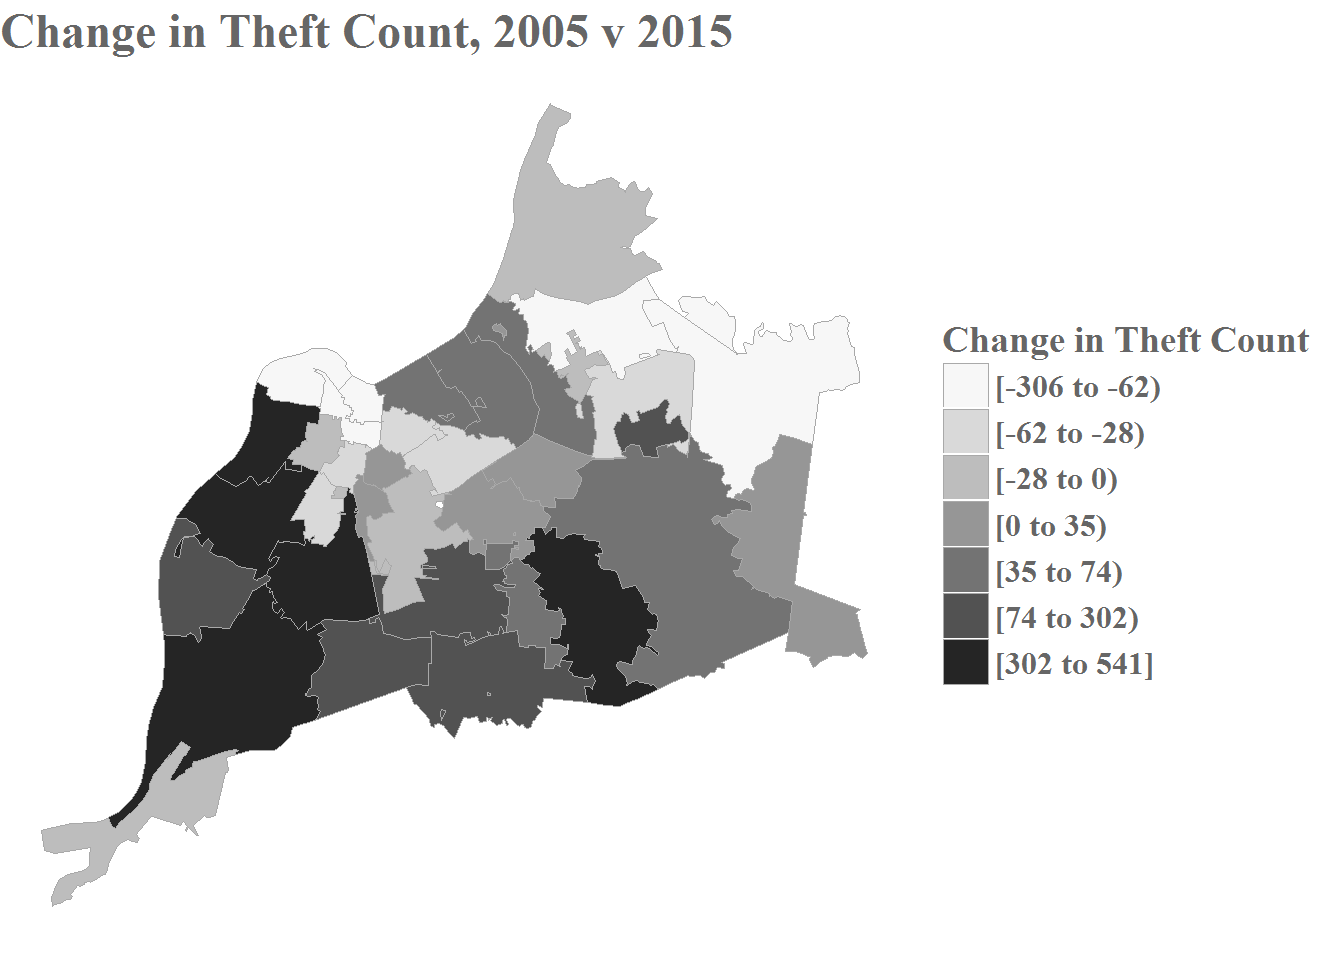 Change in Theft Count, 2005 v 2015
Change in Theft Count
[-306 to -62)
[-62 to -28)
[-28 to 0)
[0 to 35)
[35 to 74)
[74 to 302)
[302 to 541]